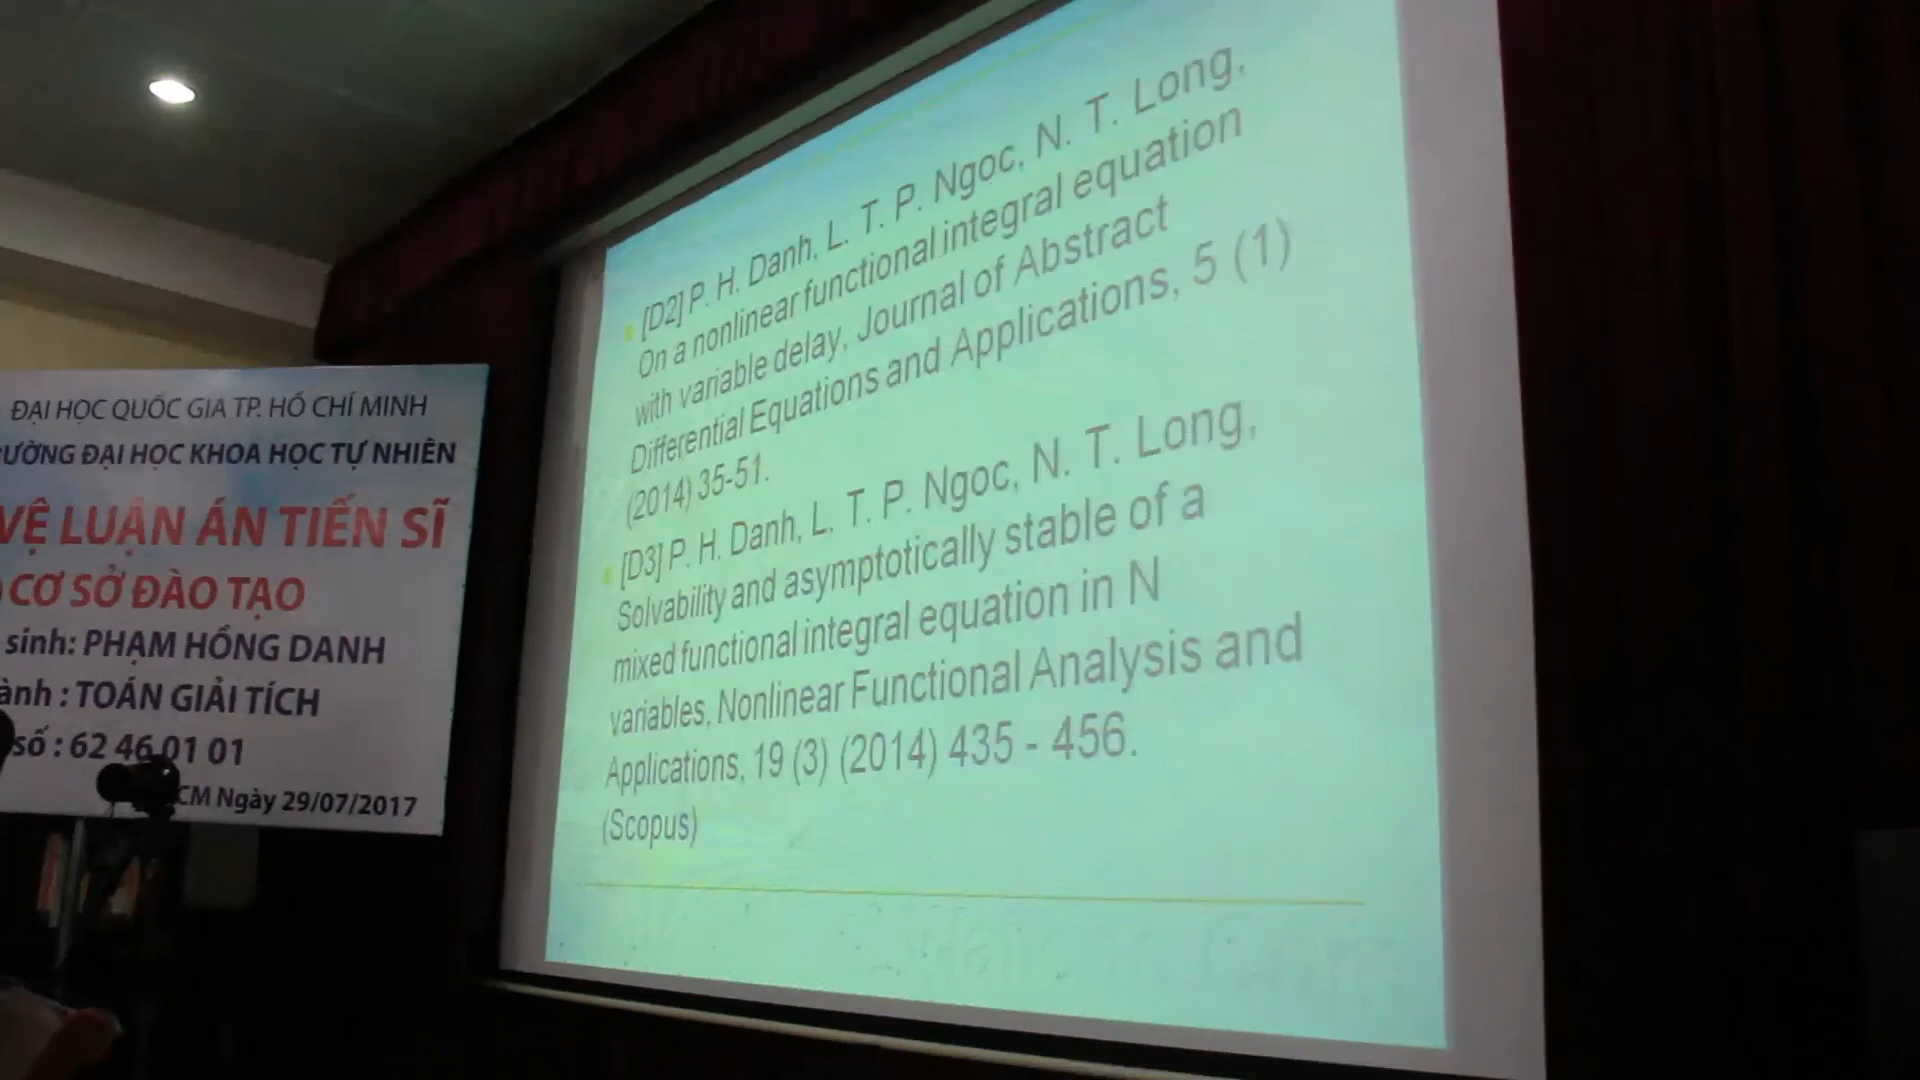 ĐẠI HỌC QUỐC GIA TP. HỒ CHÍ MINH
ƯỜNG ĐẠI HỌC KHOA HỌC TỰ NHIÊN
VỆ LUẬN ÁN TIẾN SĨ
CƠ SỞ ĐÀO TẠO
sinh: PHẠM HỒNG DANH
ành : TOÁN GIẢI TÍCH
số : 62 46 01 01
CM Ngày 29/07/2017
[D2] P. H. Danh, L. T. P. Ngoc, N. T. Long,
On a nonlinear functional integral equation
with variable delay, Journal of Abstract
Differential Equations and Applications, 5 (1)
(2014) 35-51.
[D3] P. H. Danh, L. T. P. Ngoc, N. T. Long,
Solvability and asymptotically stable of a
mixed functional integral equation in N
variables, Nonlinear Functional Analysis and
Applications, 19 (3) (2014) 435 - 456.
(Scopus)